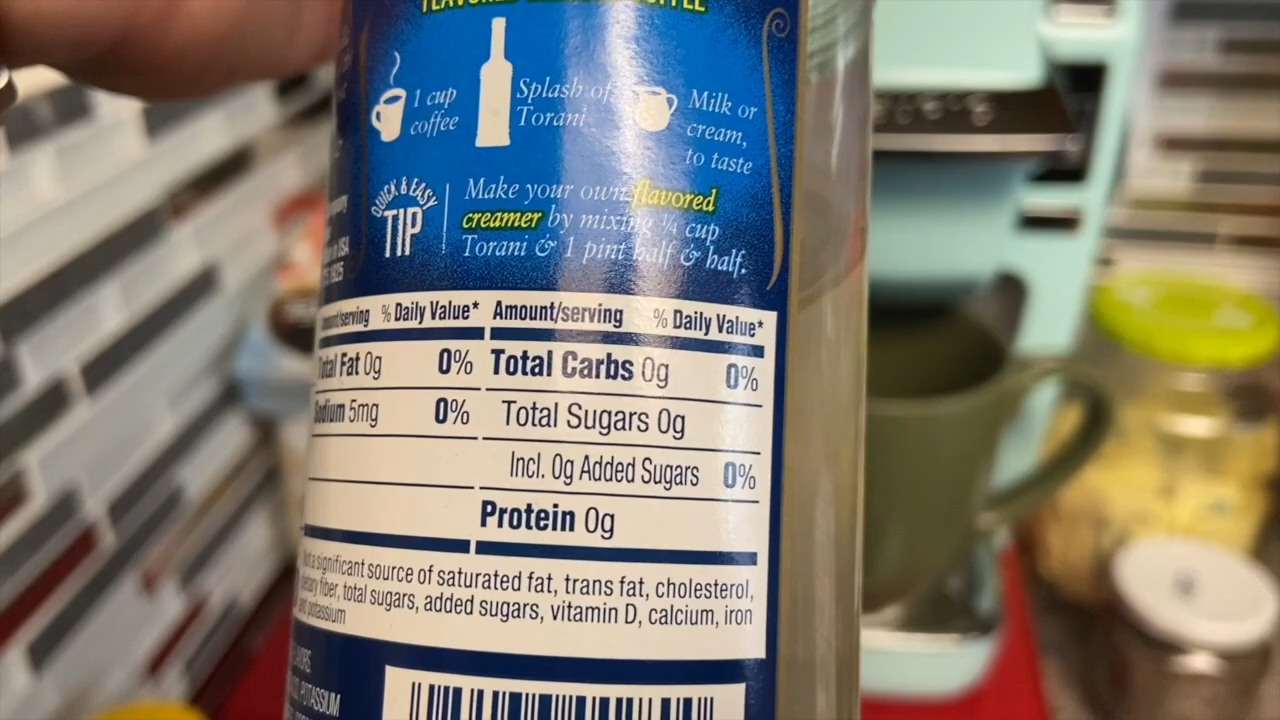 1 cup
coffee
Splash of
Torani
Milk or
cream,
to taste
QUICK & EASY
TIP
Make your own flavored
creamer by mixing ¼ cup
Torani & 1 pint half & half.
% Daily Value*
Amount/serving
% Daily Value*
Fat 0g 0%
Total Carbs 0g 0%
5mg 0%
Total Sugars 0g
Incl. 0g Added Sugars 0%
Protein 0g
significant source of saturated fat, trans fat, cholesterol,
fiber, total sugars, added sugars, vitamin D, calcium, iron
potassium
POTASSIUM